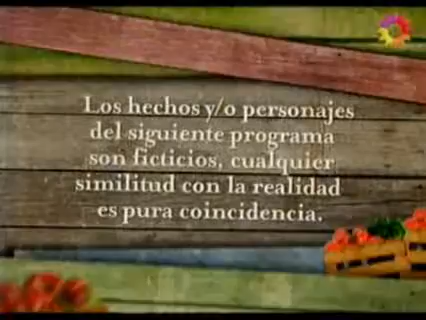 Los hechos y/o personajes
del siguiente programa
son ficticios, cualquier
similitud con la realidad
es pura coincidencia.